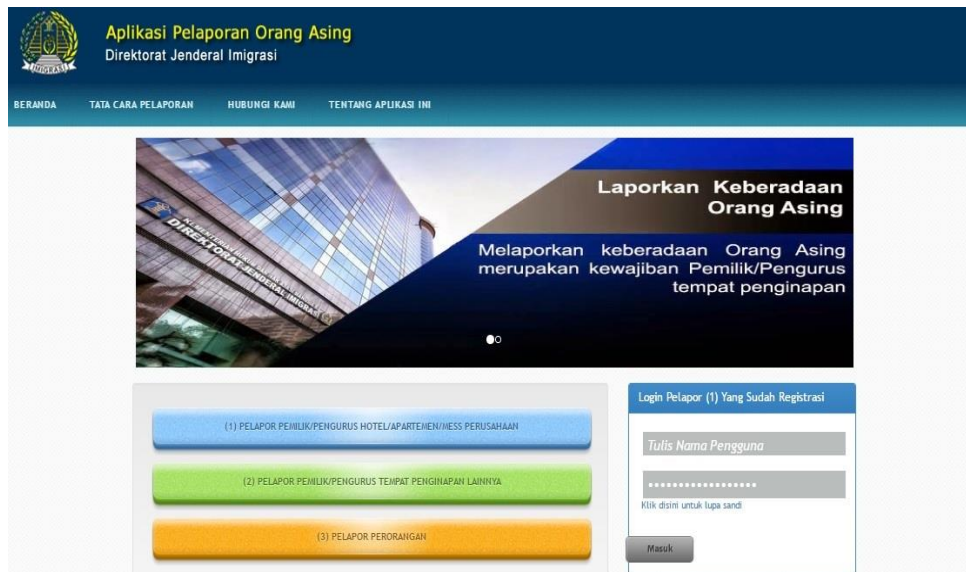 Aplikasi Pelaporan Orang Asing
Direktorat Jenderal Imigrasi
IMIGRASI
BERANDA TATA CARA PELAPORAN HUBUNGI KAMI TENTANG APLIKASI INI
DIREKTORAT JENDERAL IMIGRASI
Laporkan Keberadaan
Orang Asing
Melaporkan keberadaan Orang Asing
merupakan kewajiban Pemilik/Pengurus
tempat penginapan
(1) PELAPOR PEMILIK/PENGURUS HOTEL/APARTEMEN/MESS PERUSAHAAN
(2) PELAPOR PEMILIK/PENGURUS TEMPAT PENGINAPAN LAINNYA
(3) PELAPOR PERORANGAN
Login Pelapor (1) Yang Sudah Registrasi
Tulis Nama Pengguna
Klik disini untuk lupa sandi
Masuk